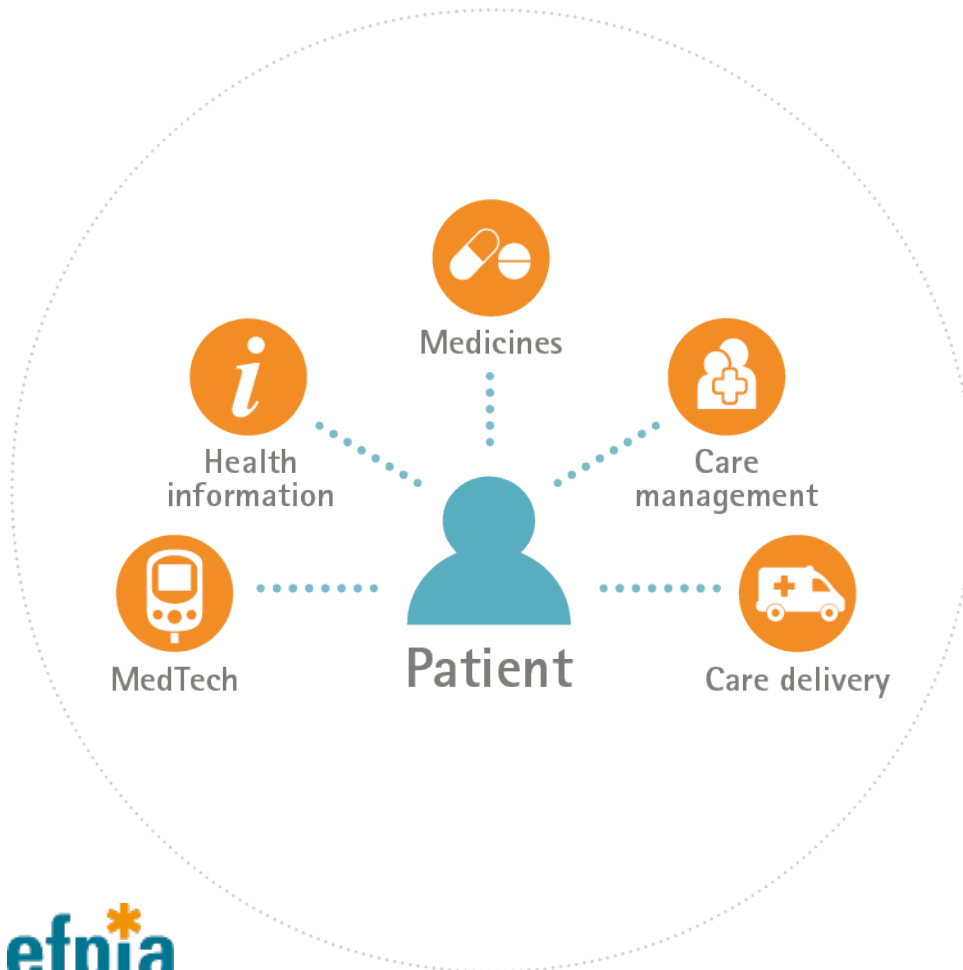 Medicines
Health
information
Care
management
MedTech
Patient
Care delivery
efpia